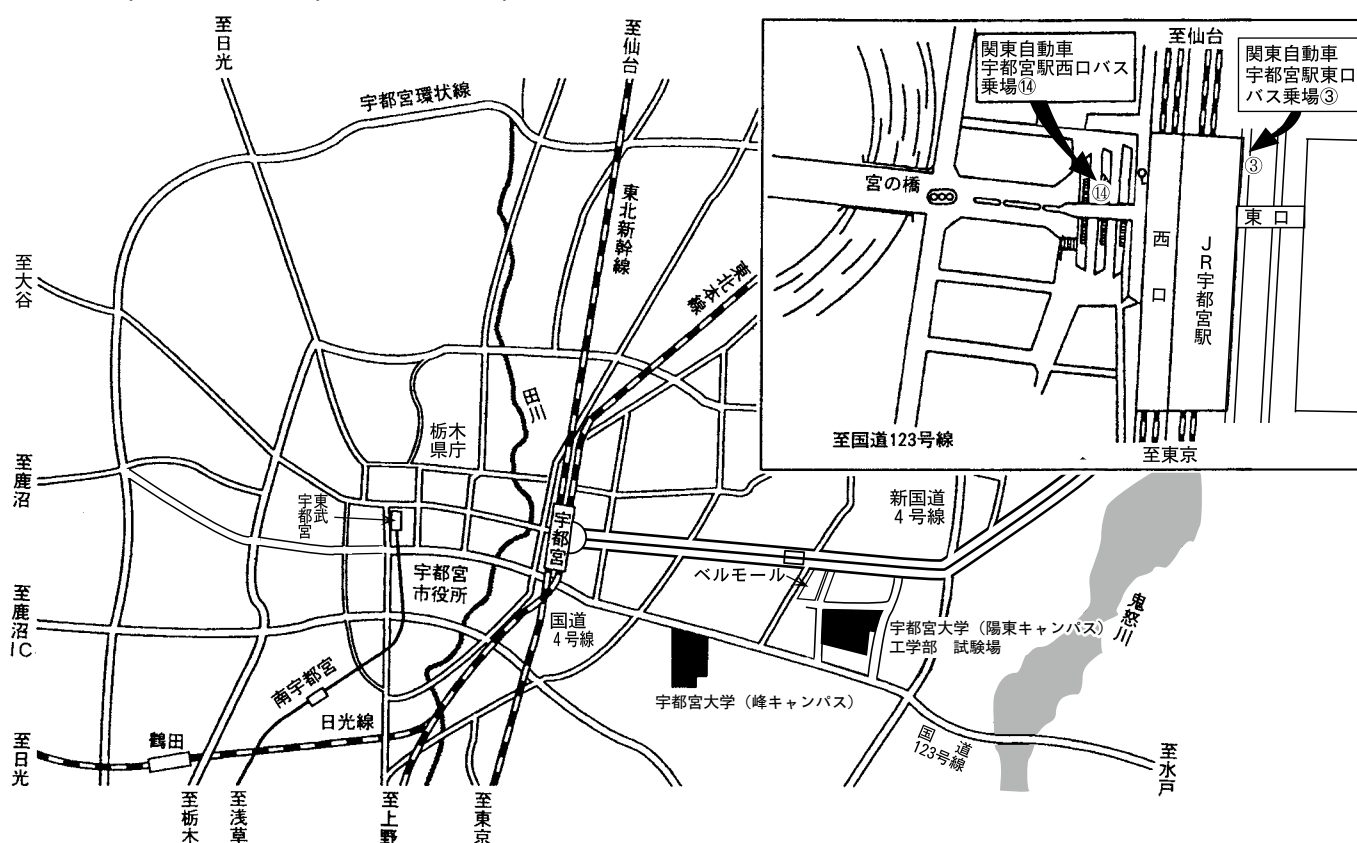 至日光
至仙台
宇都宮環状線
東北新幹線
東北本線
至大谷
田川
栃木
県庁
至鹿沼
東武
宇都宮
宇都宮
宇都宮
市役所
至鹿沼IC
国道
4号線
南宇都宮
日光線
鶴田
至日光
至栃木
至浅草
至上野
至東京
新国道
4号線
ベルモール
鬼怒川
宇都宮大学（陽東キャンパス）
工学部　試験場
宇都宮大学（峰キャンパス）
国道
123号線
至水戸
関東自動車
宇都宮駅西口バス
乗場⑭
至仙台
関東自動車
宇都宮駅東口
バス乗場③
③
宮の橋
⑭
東口
西口
JR宇都宮駅
至国道123号線
至東京